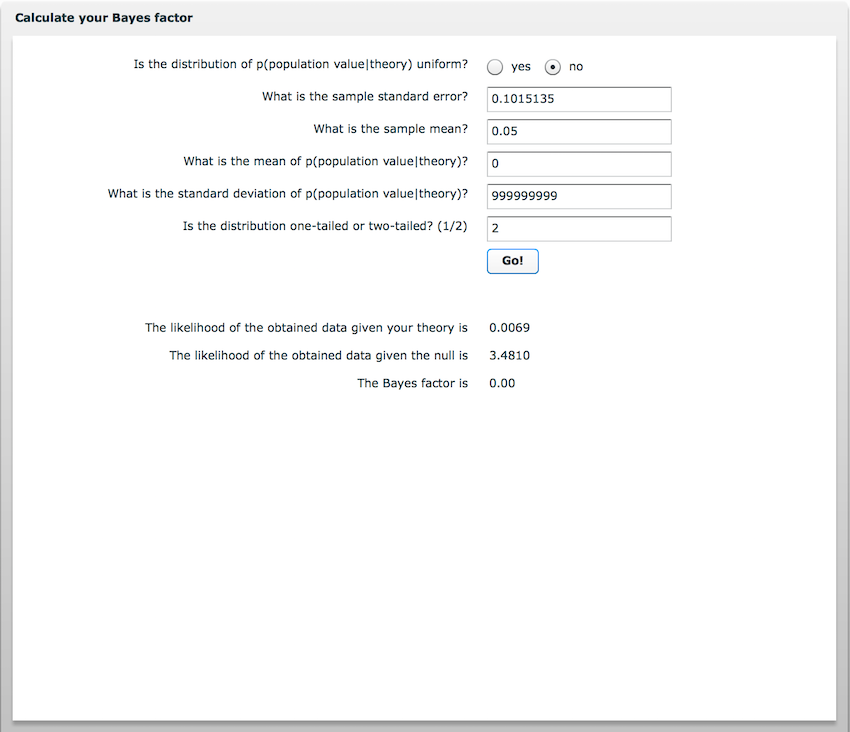 Calculate your Bayes factor
Is the distribution of p(population value|theory) uniform? yes no
What is the sample standard error? 0.1015135
What is the sample mean? 0.05
What is the mean of p(population value|theory)? 0
What is the standard deviation of p(population value|theory)? 999999999
Is the distribution one-tailed or two-tailed? (1/2) 2
Go!
The likelihood of the obtained data given your theory is 0.0069
The likelihood of the obtained data given the null is 3.4810
The Bayes factor is 0.00